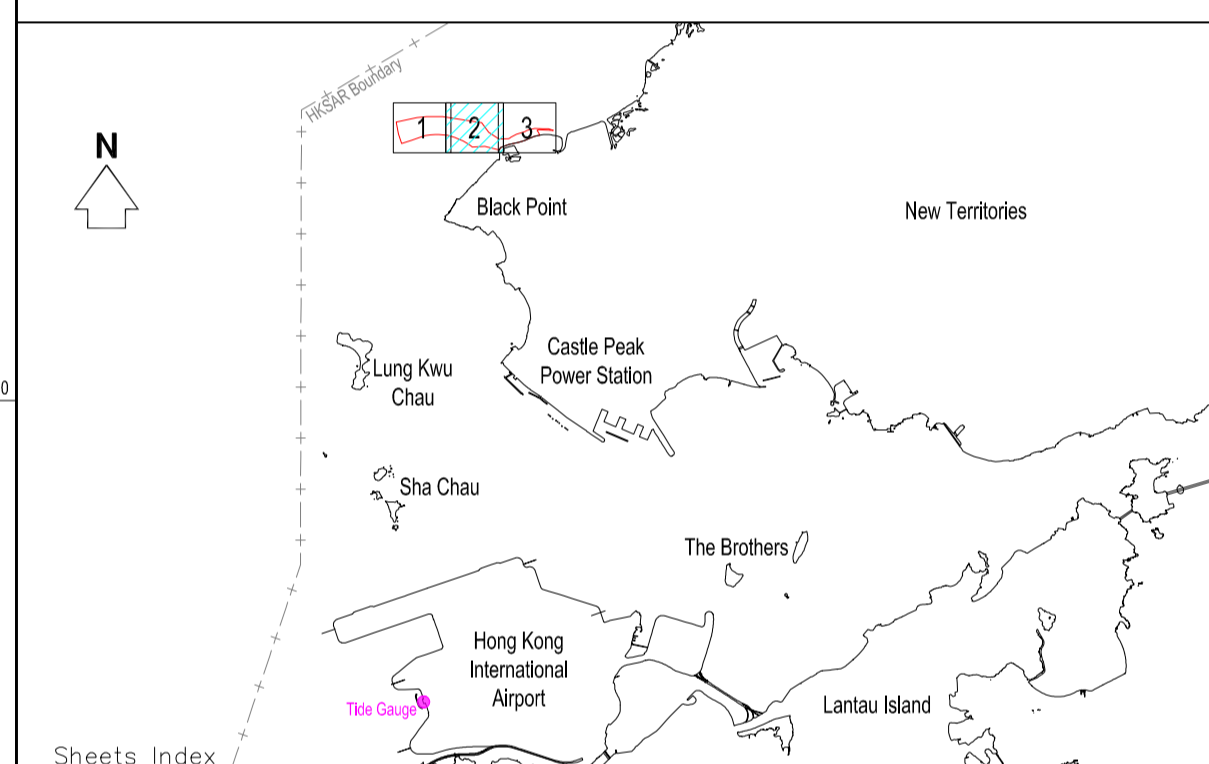 HKSAR Boundary
N
1
2
3
Black Point
New Territories
Castle Peak
Power Station
Lung Kwu
Chau
0
Sha Chau
The Brothers
Hong Kong
International
Airport
Tide Gauge
Lantau Island
Sheets Index